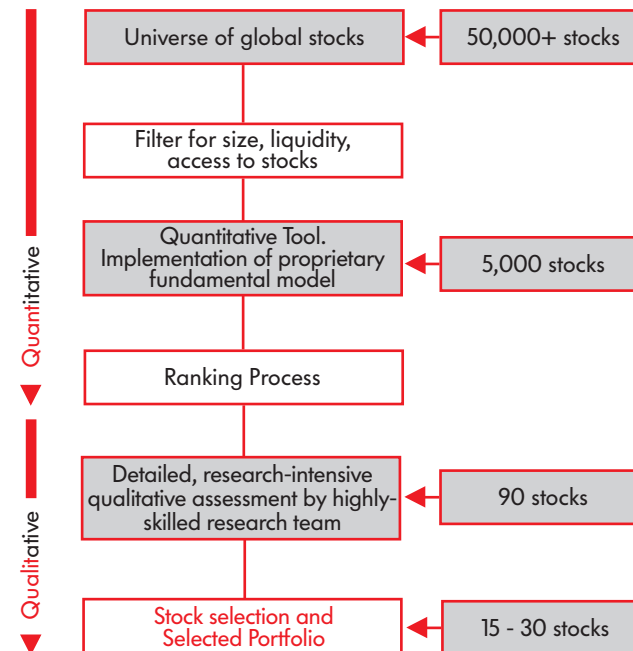 Universe of global stocks
50,000+ stocks
Filter for size, liquidity,
access to stocks
Quantitative Tool.
Implementation of proprietary
fundamental model
5,000 stocks
Quantitative
Ranking Process
Detailed, research-intensive
qualitative assessment by highly-
skilled research team
90 stocks
Qualitative
Stock selection and
Selected Portfolio
15 - 30 stocks